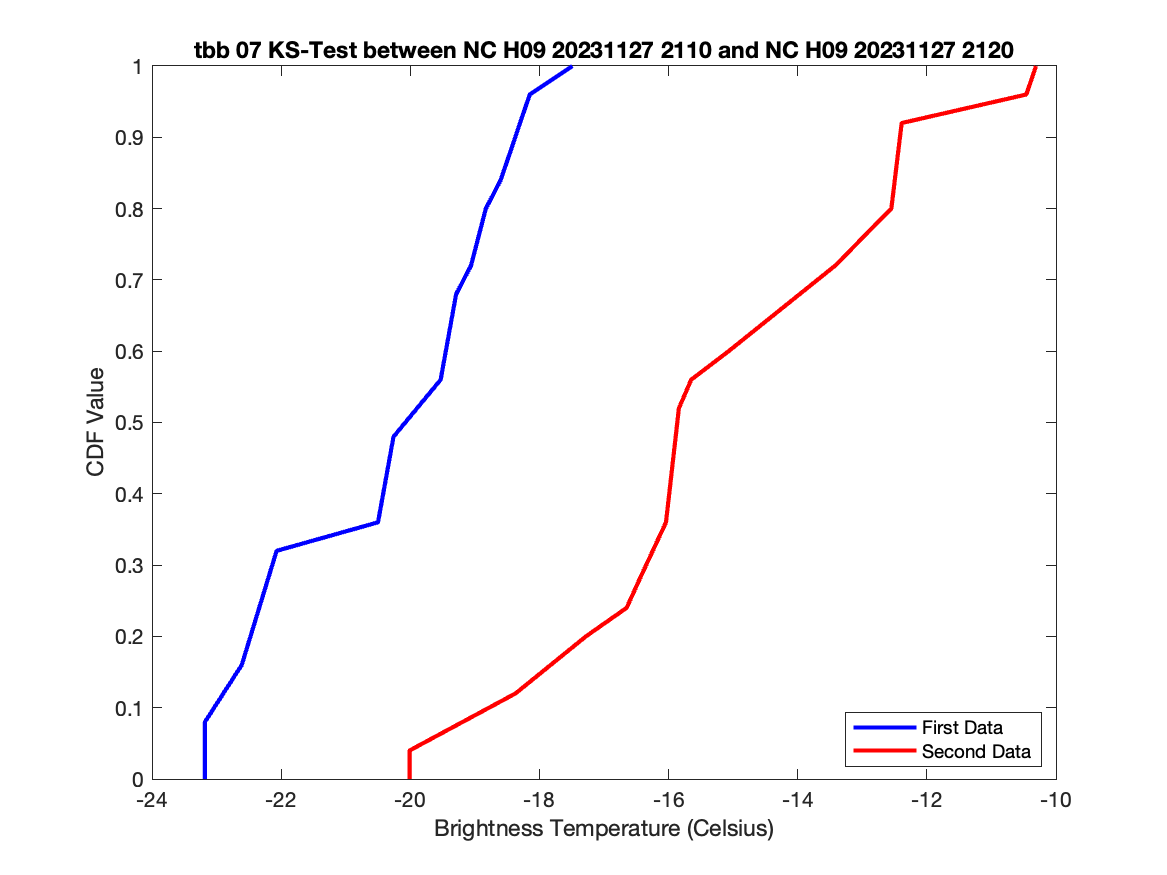 tbb 07 KS-Test between NC H09 20231127 2110 and NC H09 20231127 2120
1
0.9
0.8
0.7
0.6
0.5
0.4
0.3
0.2
0.1
0
CDF Value
First Data
Second Data
-24 -22 -20 -18 -16 -14 -12 -10
Brightness Temperature (Celsius)